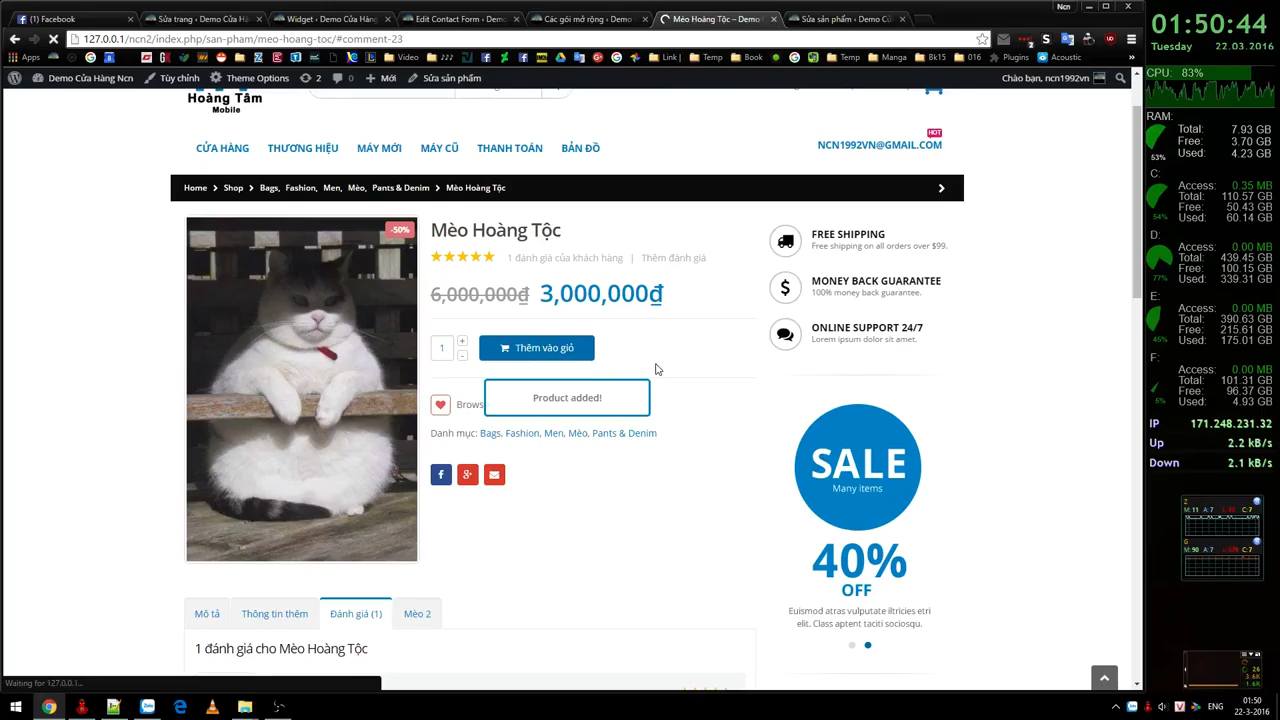 [Facebook
Sửa trang ‹ Demo Cửa Hà
Widget ‹ Demo Cửa Hàng
Edit Contact Form ‹ Demo
Các gói mở rộng ‹ Demo
Mèo Hoàng Tộc – Demo
Sửa sản phẩm ‹ Demo Cử
Ncn
01:50:44
Tuesday 22.03.2016
127.0.0.1/ncn2/index.php/san-pham/meo-hoang-toc/#comment-23
Apps
Video
zzz
Link
Temp
Book
Temp
Manga
Bk15
016
Plugins
Acoustic
Demo Cửa Hàng Ncn
Tùy chỉnh
Theme Options
2
0
Mới
Sửa sản phẩm
Chào bạn, ncn1992vn
CPU: 83%
Hoàng Tâm
Mobile
CỬA HÀNG
THƯƠNG HIỆU
MÁY MỚI
MÁY CŨ
THANH TOÁN
BẢN ĐỒ
HOT
NCN1992VN@GMAIL.COM
Home
Shop
Bags, Fashion, Men, Mèo, Pants & Denim
Mèo Hoàng Tộc
-50%
Mèo Hoàng Tộc
1 đánh giá của khách hàng | Thêm đánh giá
6,000,000₫ 3,000,000₫
1
+
-
Thêm vào giỏ
Brows
Product added!
Danh mục: Bags, Fashion, Men, Mèo, Pants & Denim
FREE SHIPPING
Free shipping on all orders over $99.
MONEY BACK GUARANTEE
100% money back guarantee.
ONLINE SUPPORT 24/7
Lorem ipsum dolor sit amet.
SALE
Many items
40%
OFF
Euismod atras vulputate iltricies etri
elit. Class aptent taciti sociosqu.
Mô tả
Thông tin thêm
Đánh giá (1)
Mèo 2
1 đánh giá cho Mèo Hoàng Tộc
Waiting for 127.0.0.1...
RAM:
Total: 7.93 GB
Free: 3.70 GB
53% Used: 4.23 GB
C:
Access: 0.35 MB
Total: 110.57 GB
Free: 50.43 GB
54% Used: 60.14 GB
D:
Access: 0.00 MB
Total: 439.45 GB
Free: 100.15 GB
77% Used: 339.31 GB
E:
Access: 0.00 MB
Total: 390.63 GB
Free: 215.61 GB
45% Used: 175.01 GB
F:
Access: 0.00 MB
Total: 101.31 GB
Free: 96.37 GB
5% Used: 4.93 GB
IP 171.248.231.32
Up 2.2 kB/s
Down 2.1 kB/s
ENG
01:50
22-3-2016